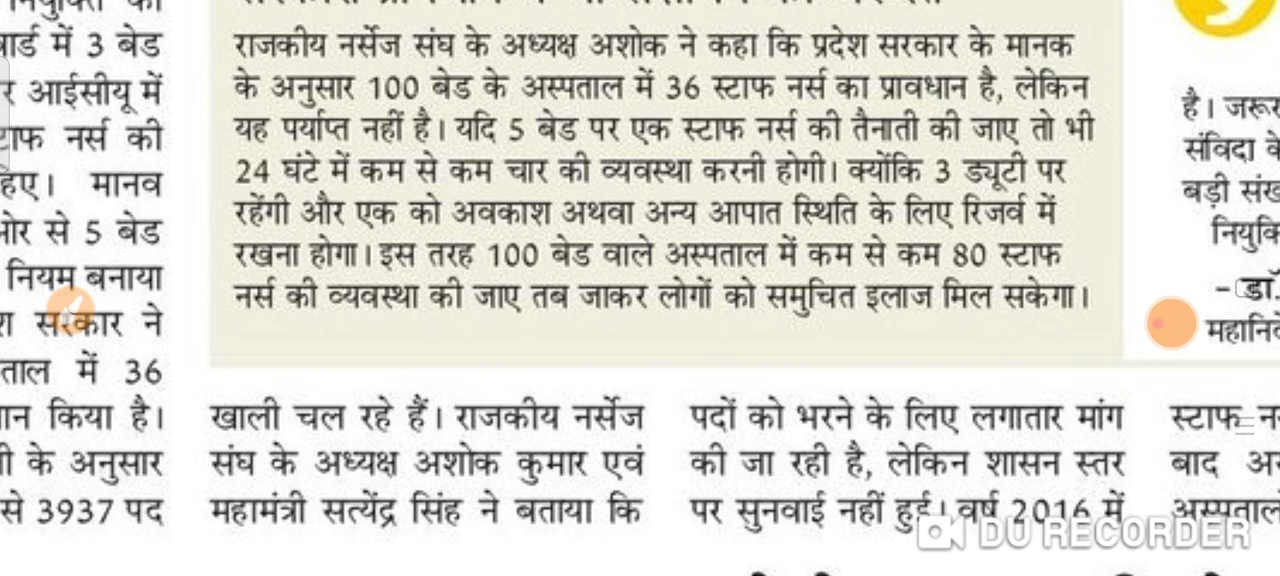 राजकीय नर्सेज संघ के अध्यक्ष अशोक ने कहा कि प्रदेश सरकार के मानक
के अनुसार 100 बेड के अस्पताल में 36 स्टाफ नर्स का प्रावधान है, लेकिन
यह पर्याप्त नहीं है। यदि 5 बेड पर एक स्टाफ नर्स की तैनाती की जाए तो भी
24 घंटे में कम से कम चार की व्यवस्था करनी होगी। क्योंकि 3 ड्यूटी पर
रहेंगी और एक को अवकाश अथवा अन्य आपात स्थिति के लिए रिजर्व में
रखना होगा। इस तरह 100 बेड वाले अस्पताल में कम से कम 80 स्टाफ
नर्स की व्यवस्था की जाए तब जाकर लोगों को समुचित इलाज मिल सकेगा।
में 3 बेड
आईसीयू में
नर्स की
मानव
से 5 बेड
नियम बनाया
सरकार ने
में 36
किया है।
के अनुसार
से 3937 पद
खाली चल रहे हैं। राजकीय नर्सेज
संघ के अध्यक्ष अशोक कुमार एवं
महामंत्री सत्येंद्र सिंह ने बताया कि
पदों को भरने के लिए लगातार मांग
की जा रही है, लेकिन शासन स्तर
पर सुनवाई नहीं हुई। वर्ष 2016 में
है।
संविदा
बड़ी
– डॉ.
स्टाफ
बाद
DU RECORDER